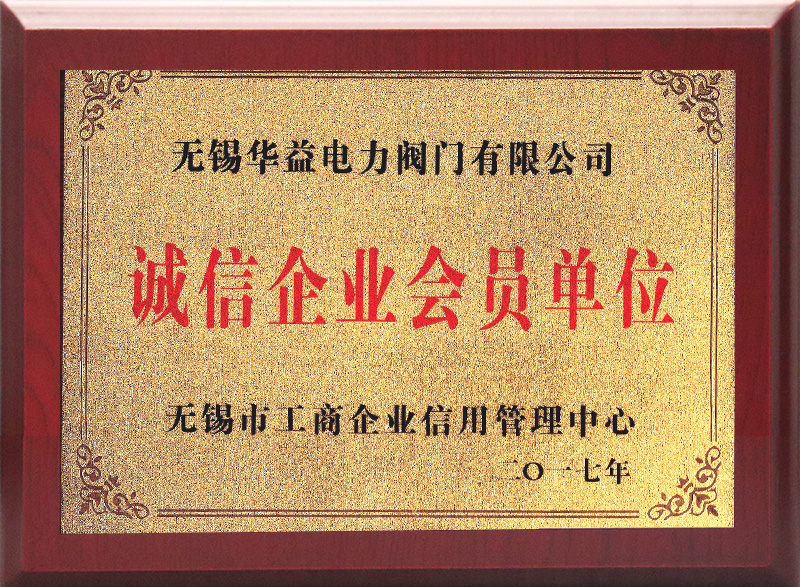 无锡华益电力阀门有限公司
诚信企业会员单位
无锡市工商企业信用管理中心
二〇一七年